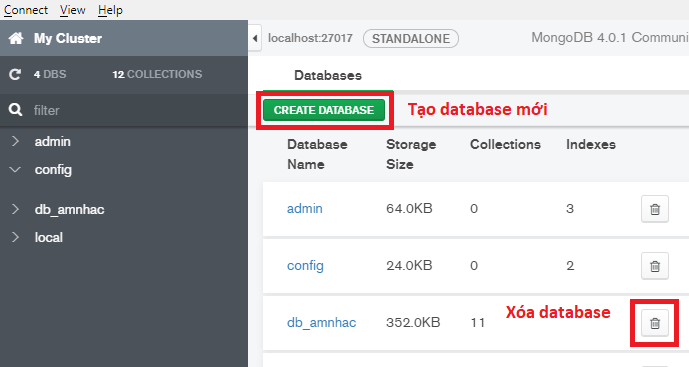 Connect View Help
My Cluster
localhost:27017 STANDALONE MongoDB 4.0.1 Communi
4 DBS 12 COLLECTIONS
Databases
filter
CREATE DATABASE Tạo database mới
admin
config
db_amnhac
local
Database Name Storage Size Collections Indexes
admin 64.0KB 0 3
config 24.0KB 0 2
db_amnhac 352.0KB 11 Xóa database